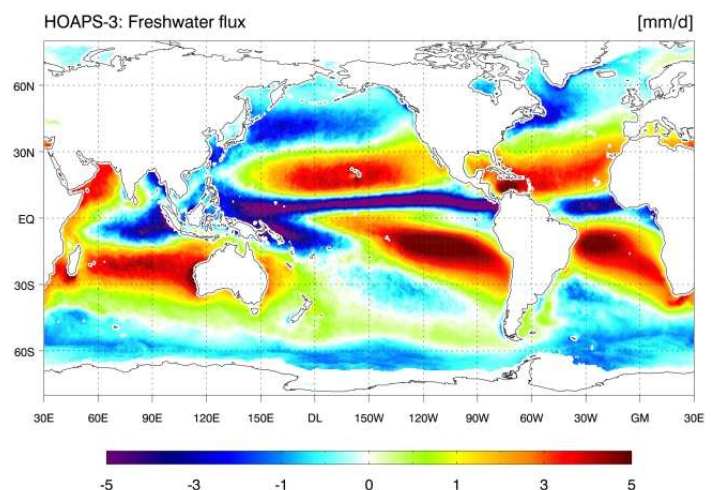 HOAPS-3: Freshwater flux [mm/d]
60N
30N
EQ
30S
60S
30E 60E 90E 120E 150E DL 150W 120W 90W 60W 30W GM 30E
-5 -3 -1 0 1 3 5